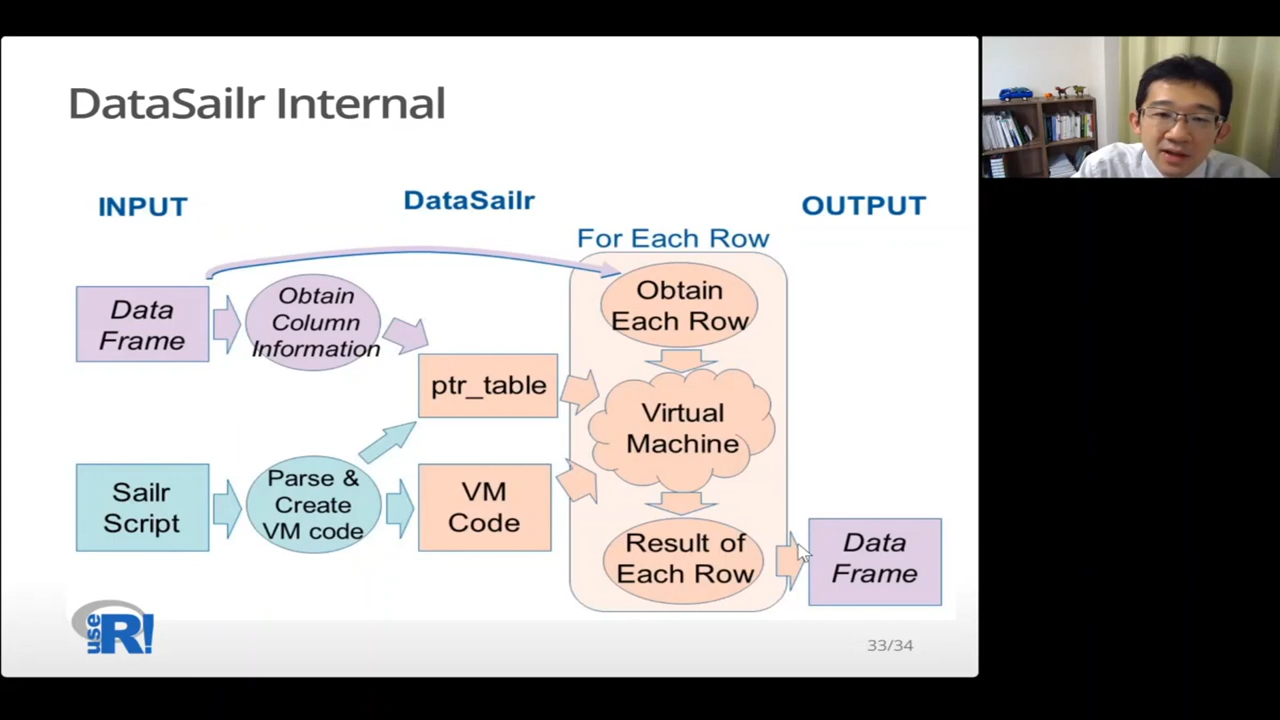 DataSailr Internal
INPUT
DataSailr
OUTPUT
For Each Row
Data
Frame
Obtain
Column
Information
Obtain
Each Row
ptr_table
Virtual
Machine
Sailr
Script
Parse &
Create
VM code
VM
Code
Result of
Each Row
Data
Frame
use R!
33/34